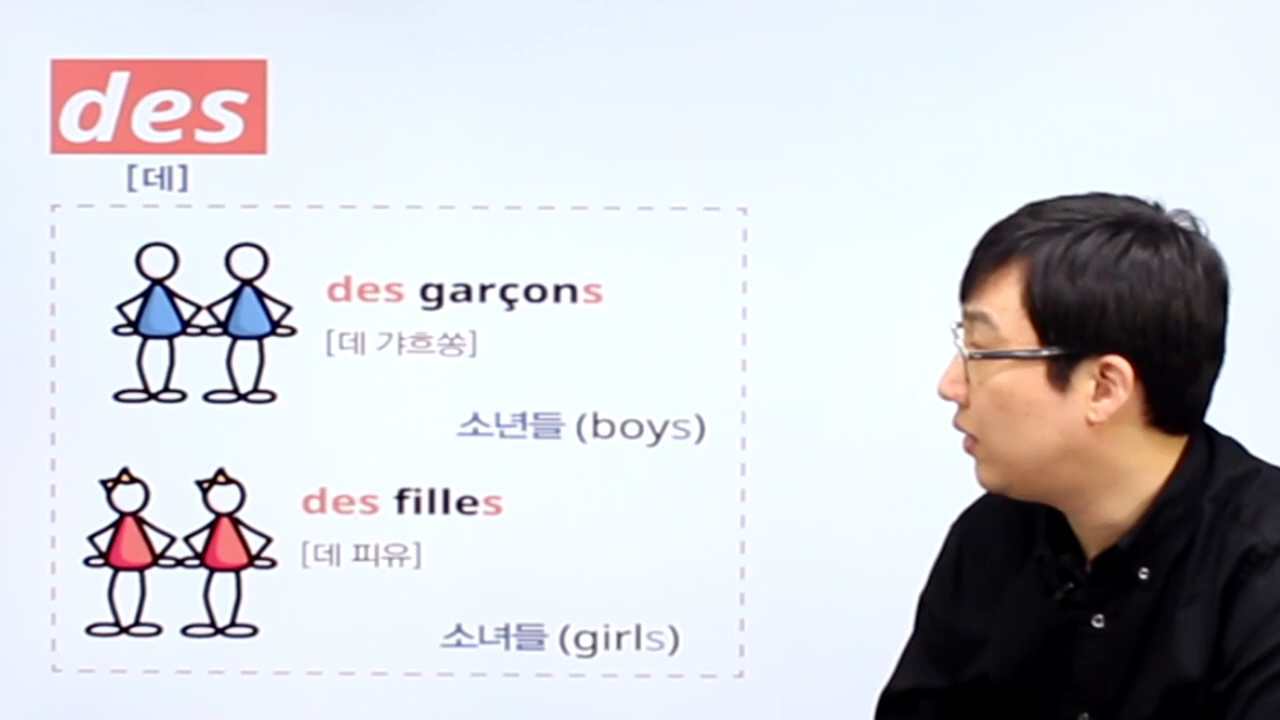 des
[데]
des garçons
[데 갸흐쏭]
소년들 (boys)
des filles
[데 피유]
소녀들 (girls)